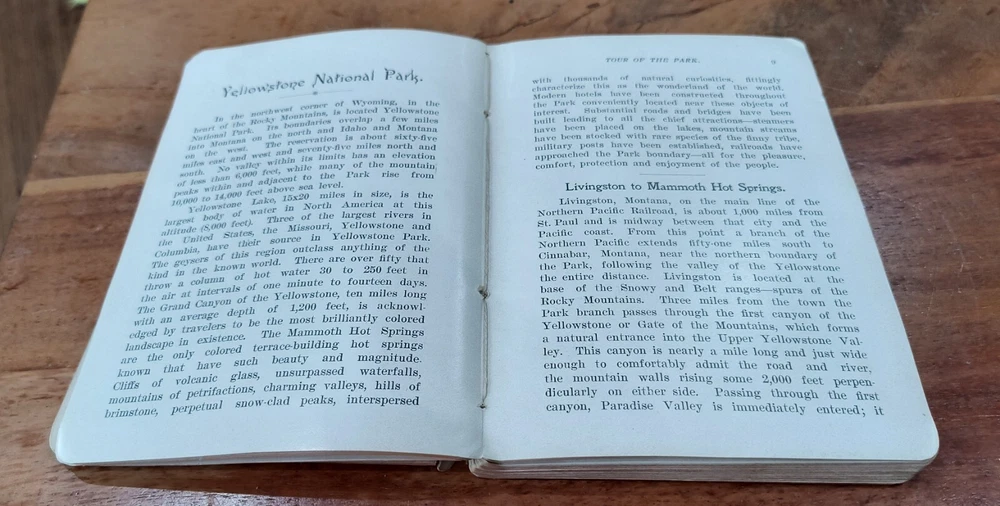 Yellowstone National Park.
In the northwest corner of Wyoming, in the
heart of the Rocky Mountains, is located Yellowstone
National Park. Its boundaries overlap a few miles
into Montana on the north and Idaho and Montana
on the west. The reservation is about sixty-five
miles east and west and seventy-five miles north and
south. No valley within its limits has an elevation
of less than 6,000 feet, while many of the mountain
peaks within and adjacent to the Park rise from
10,000 to 14,000 feet above sea level.
Yellowstone Lake, 15x20 miles in size, is the
largest body of water in North America at this
altitude (8,000 feet). Three of the largest rivers in
the United States, the Missouri, Yellowstone and
Columbia, have their source in Yellowstone Park.
The geysers of this region outclass anything of the
kind in the known world. There are over fifty that
throw a column of hot water 30 to 250 feet in
the air at intervals of one minute to fourteen days.
The Grand Canyon of the Yellowstone, ten miles long
with an average depth of 1,200 feet, is acknowl-
edged by travelers to be the most brilliantly colored
landscape in existence. The Mammoth Hot Springs
are the only colored terrace-building hot springs
known that have such beauty and magnitude.
Cliffs of volcanic glass, unsurpassed waterfalls,
mountains of petrifactions, charming valleys, hills of
brimstone, perpetual snow-clad peaks, interspersed
TOUR OF THE PARK. 9
with thousands of natural curiosities, fittingly
characterize this as the wonderland of the world.
Modern hotels have been constructed throughout
the Park conveniently located near these objects of
interest. Substantial roads and bridges have been
built leading to all the chief attractions—steamers
have been placed on the lakes, mountain streams
have been stocked with rare species of the finny tribe,
military posts have been established, railroads have
approached the Park boundary—all for the pleasure,
comfort, protection and enjoyment of the people.
Livingston to Mammoth Hot Springs.
Livingston, Montana, on the main line of the
Northern Pacific Railroad, is about 1,000 miles from
St. Paul and is midway between that city and the
Pacific coast. From this point a branch of the
Northern Pacific extends fifty-one miles south to
Cinnabar, Montana, near the northern boundary of
the Park, following the valley of the Yellowstone
the entire distance. Livingston is located at the
base of the Snowy and Belt ranges—spurs of the
Rocky Mountains. Three miles from the town the
Park branch passes through the first canyon of the
Yellowstone or Gate of the Mountains, which forms
a natural entrance into the Upper Yellowstone Val-
ley. This canyon is nearly a mile long and just wide
enough to comfortably admit the road and river,
the mountain walls rising some 2,000 feet perpen-
dicularly on either side. Passing through the first
canyon, Paradise Valley is immediately entered; it